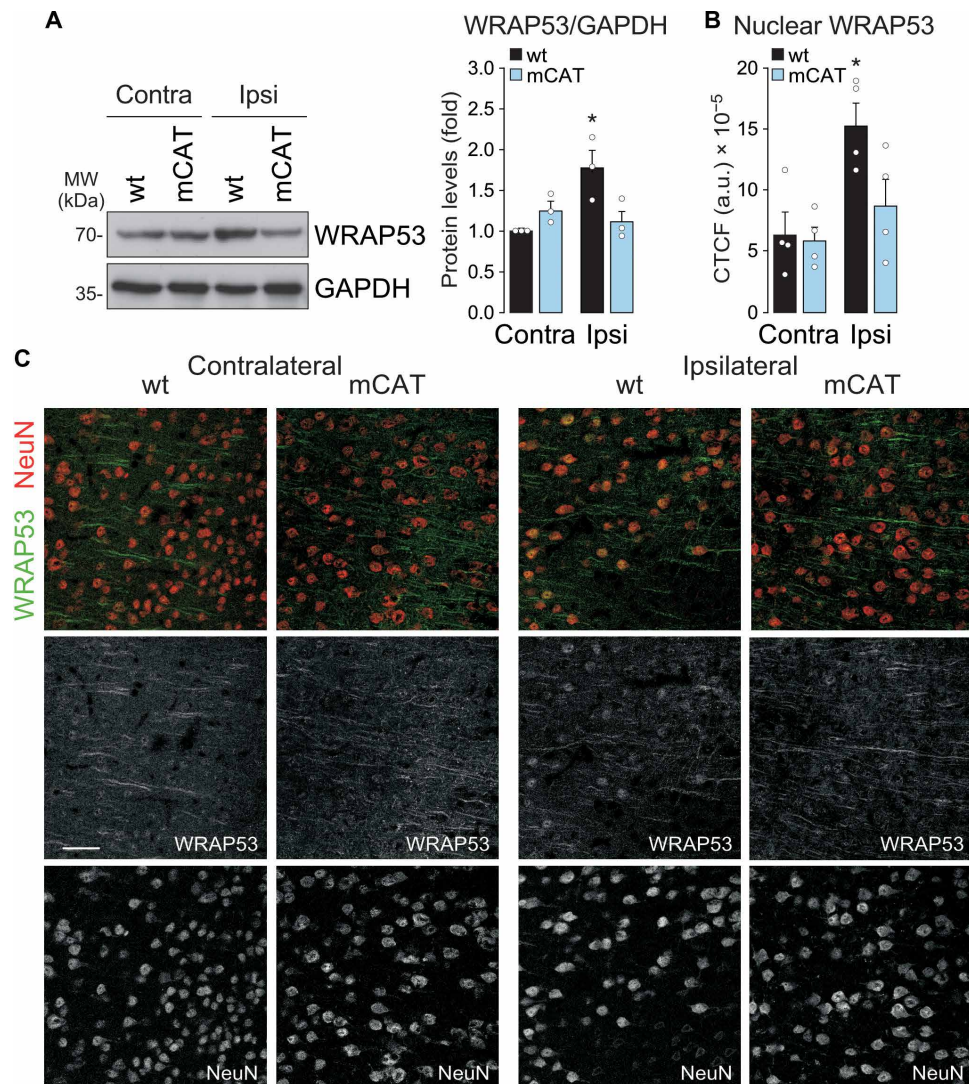 A
Contra Ipsi
wt mCAT wt mCAT
MW
(kDa)
70-
WRAP53
35-
GAPDH
WRAP53/GAPDH
wt
mCAT
Protein levels (fold)
3.0
2.5
2.0
1.5
1.0
0.5
0.0
*
Contra Ipsi
B Nuclear WRAP53
wt
mCAT
CTCF (a.u.) × 10⁻⁵
20
15
10
5
0
*
Contra Ipsi
C
Contralateral Ipsilateral
wt mCAT wt mCAT
WRAP53 NeuN
WRAP53 WRAP53 WRAP53 WRAP53
NeuN NeuN NeuN NeuN